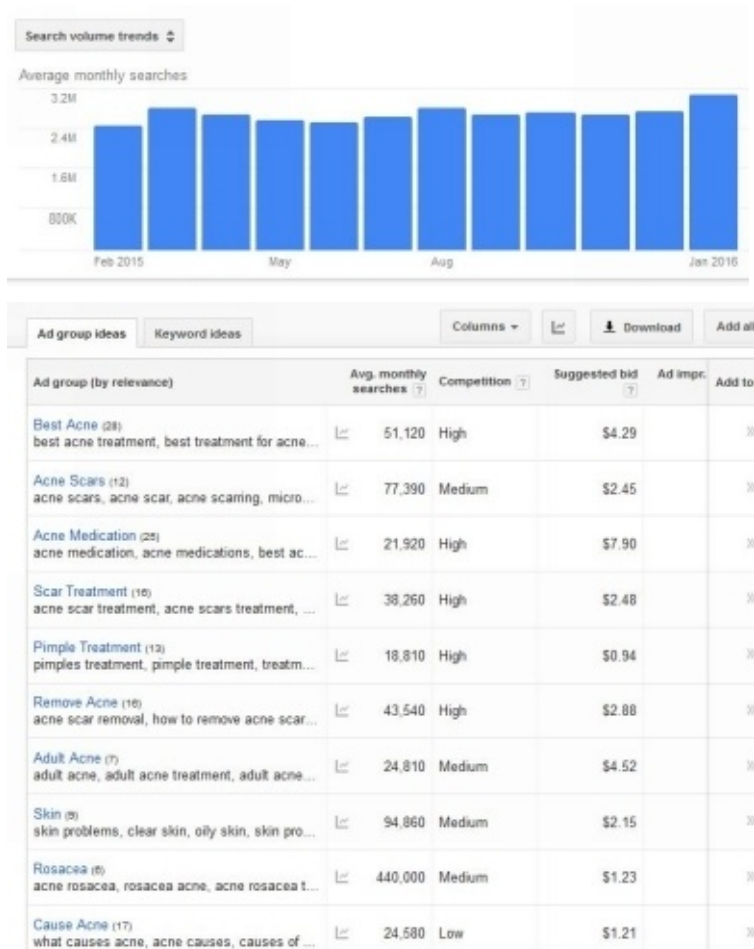 Search volume trends
Average monthly searches
3.2M
2.4M
1.6M
800K
Feb 2015 May Aug Jan 2016
Ad group ideas Keyword ideas Columns Download Add all
Ad group (by relevance) Avg. monthly searches ? Competition ? Suggested bid ? Ad impr. Add to
Best Acne (28)
best acne treatment, best treatment for acne... 51,120 High $4.29
Acne Scars (12)
acne scars, acne scar, acne scarring, micro... 77,390 Medium $2.45
Acne Medication (25)
acne medication, acne medications, best ac... 21,920 High $7.90
Scar Treatment (16)
acne scar treatment, acne scars treatment, ... 38,260 High $2.48
Pimple Treatment (13)
pimples treatment, pimple treatment, treatm... 18,810 High $0.94
Remove Acne (16)
acne scar removal, how to remove acne scar... 43,540 High $2.88
Adult Acne (7)
adult acne, adult acne treatment, adult acne... 24,810 Medium $4.52
Skin
skin problems, clear skin, oily skin, skin pro... 94,860 Medium $2.15
Rosacea
acne rosacea, rosacea acne, acne rosacea t... 440,000 Medium $1.23
Cause Acne (17)
what causes acne, acne causes, causes of ... 24,580 Low $1.21